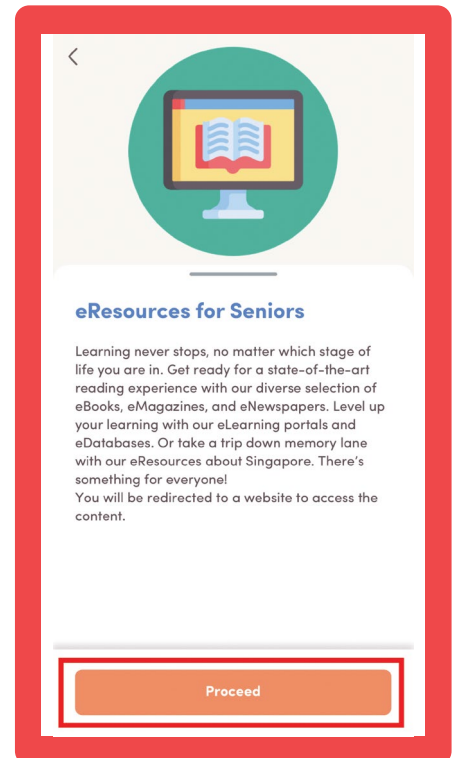 eResources for Seniors
Learning never stops, no matter which stage of
life you are in. Get ready for a state-of-the-art
reading experience with our diverse selection of
eBooks, eMagazines, and eNewspapers. Level up
your learning with our eLearning portals and
eDatabases. Or take a trip down memory lane
with our eResources about Singapore. There's
something for everyone!
You will be redirected to a website to access the
content.
Proceed